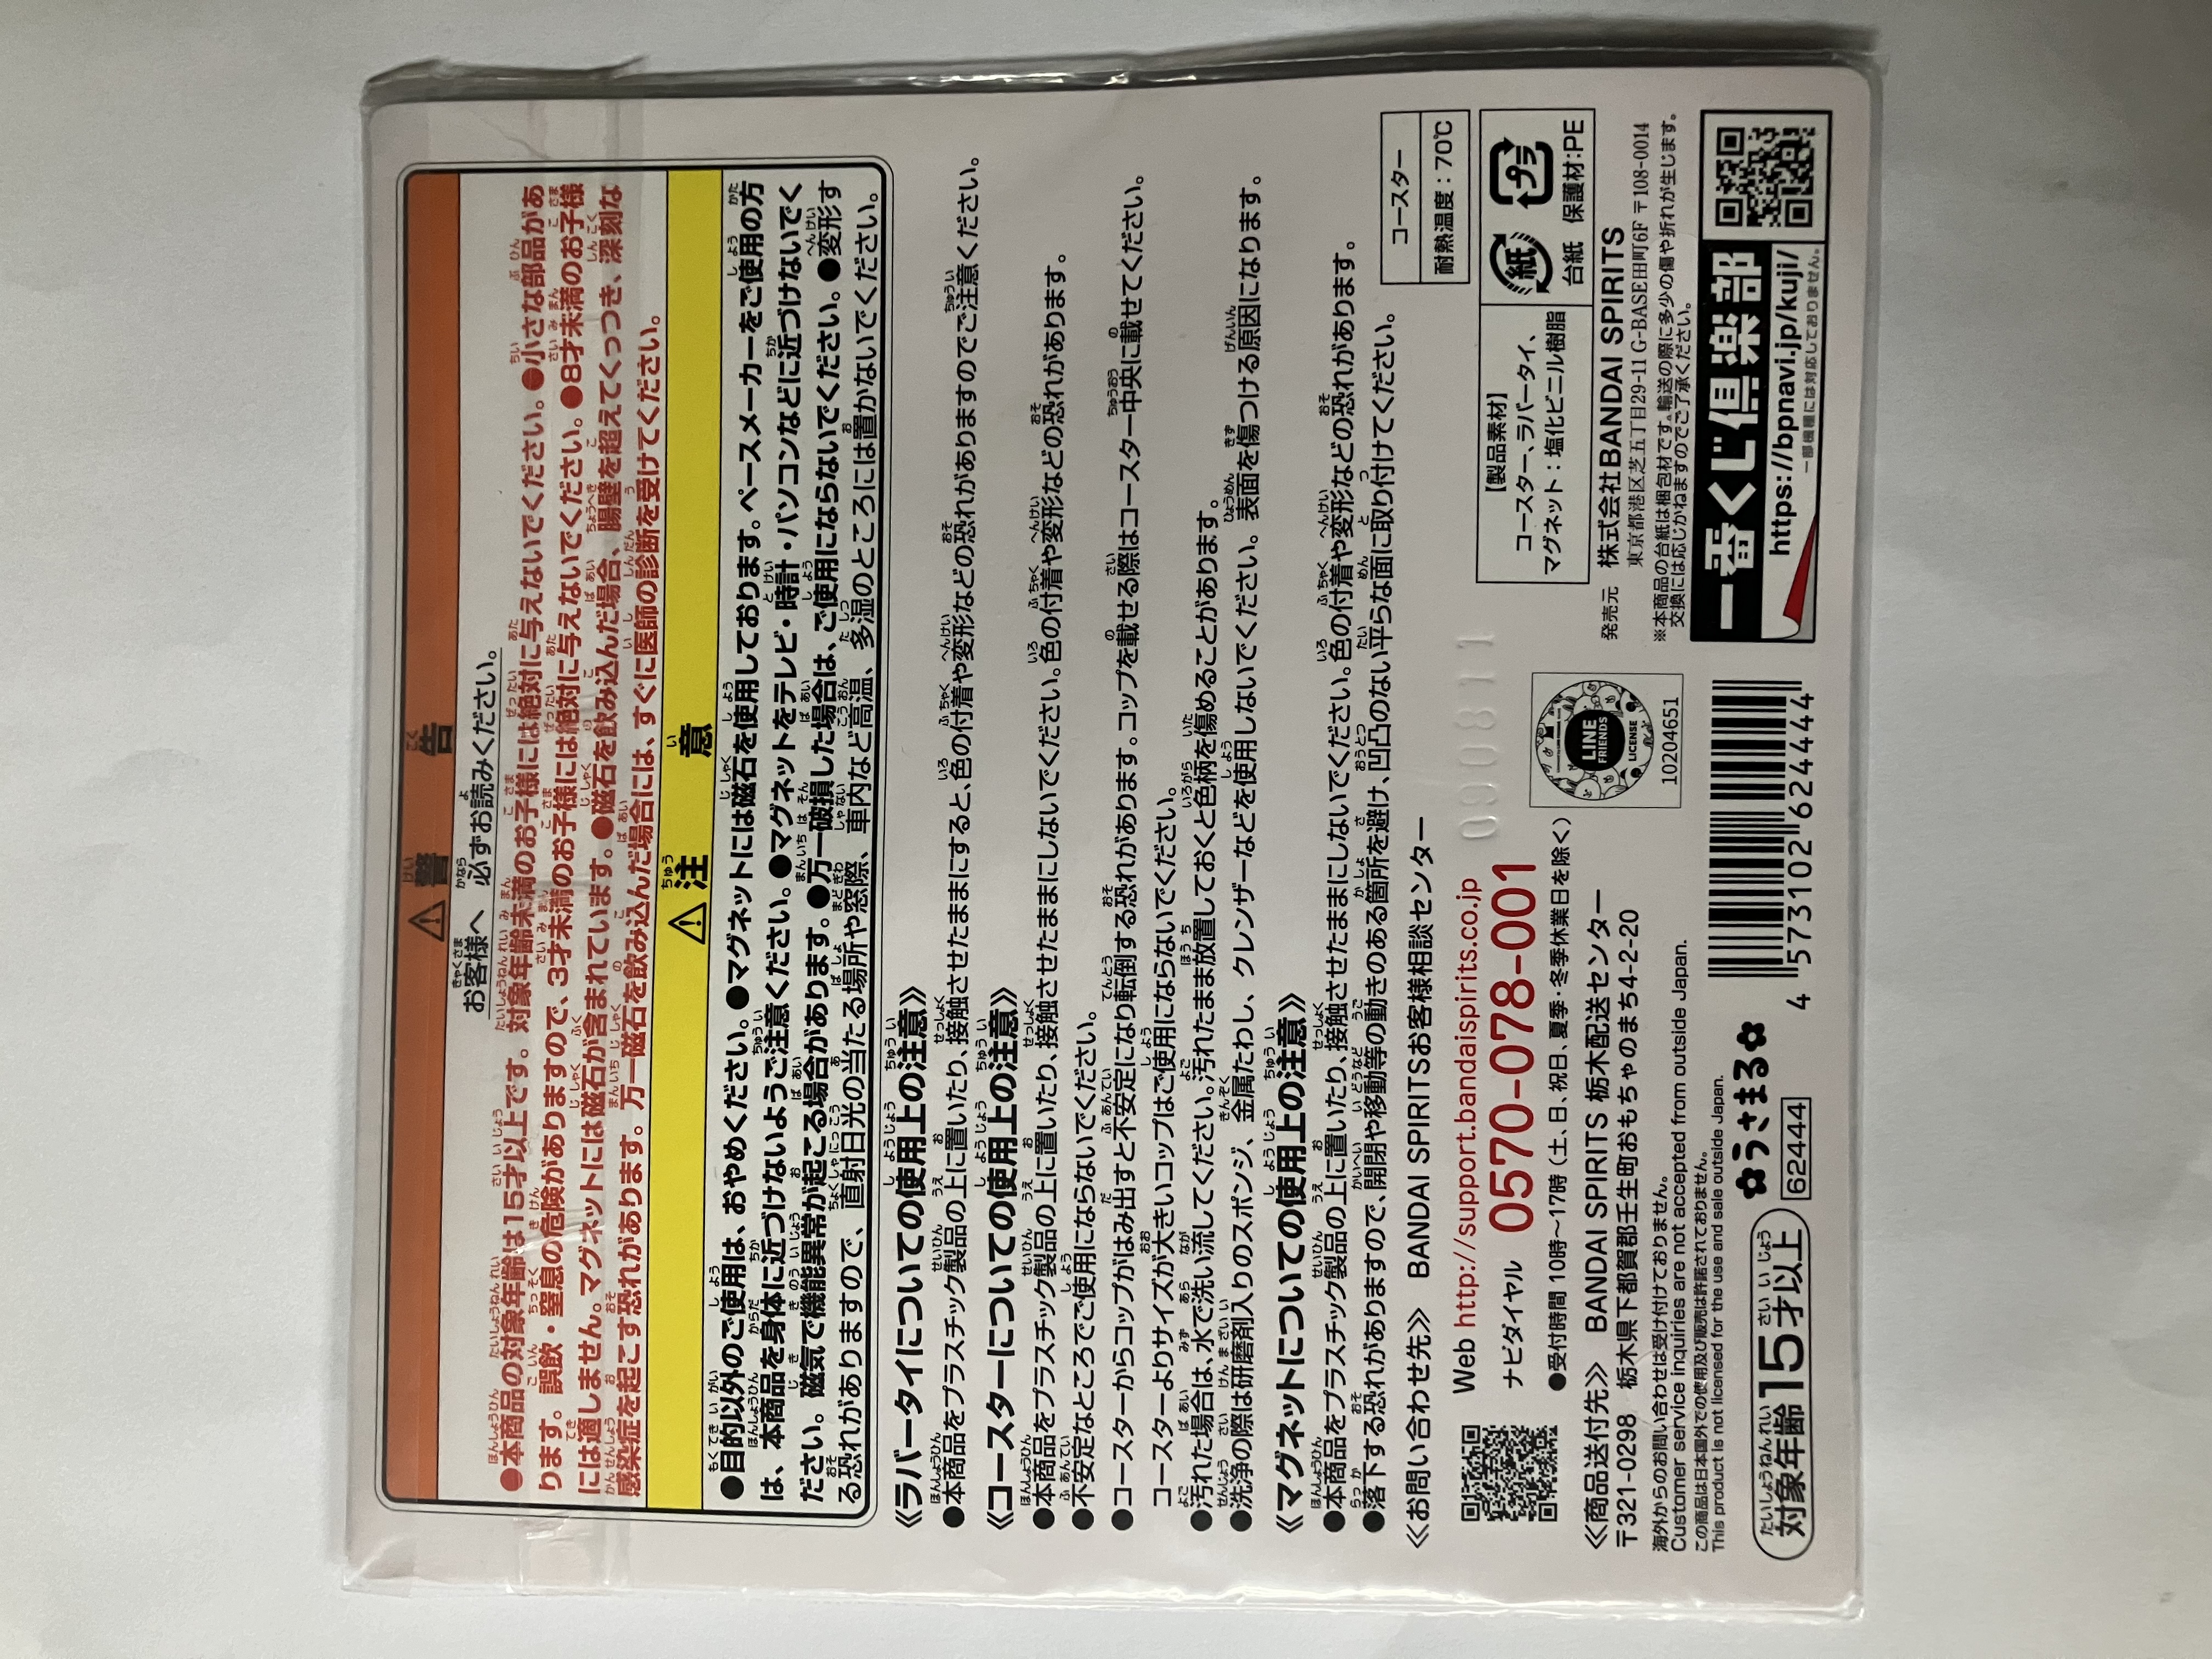 ⚠警 告
お客様へ 必ずお読みください。
●本商品の対象年齢は15才以上です。対象年齢未満のお子様には絶対に与えないでください。●小さな部品があ
ります。誤飲・窒息の危険がありますので、3才未満のお子様には絶対に与えないでください。●8才未満のお子様
には適しません。マグネットには磁石が含まれています。●磁石を飲み込んだ場合、腸壁を超えてくっつき、深刻な
感染症を起こす恐れがあります。万一磁石を飲み込んだ場合には、すぐに医師の診断を受けてください。
⚠注 意
●目的以外のご使用は、おやめください。●マグネットには磁石を使用しております。ペースメーカーをご使用の方
は、本商品を身体に近づけないようご注意ください。●マグネットをテレビ・時計・パソコンなどに近づけないでく
ださい。磁気で機能異常が起こる場合があります。●万一破損した場合は、ご使用にならないでください。●変形す
る恐れがありますので、直射日光の当たる場所や窓際、車内など高温、多湿のところには置かないでください。
《ラバータイについての使用上の注意》
●本商品をプラスチック製品の上に置いたり、接触させたままにすると、色の付着や変形などの恐れがありますのでご注意ください。
《コースターについての使用上の注意》
●本商品をプラスチック製品の上に置いたり、接触させたままにしないでください。色の付着や変形などの恐れがあります。
●不安定なところでご使用にならないでください。
●コースターからコップがはみ出すと不安定になり転倒する恐れがあります。コップを載せる際はコースター中央に載せてください。
コースターよりサイズが大きいコップはご使用にならないでください。
●汚れた場合は、水で洗い流してください。汚れたまま放置しておくと色柄を傷めることがあります。
●洗浄の際は研磨剤入りのスポンジ、金属たわし、クレンザーなどを使用しないでください。表面を傷つける原因になります。
《マグネットについての使用上の注意》
●本商品をプラスチック製品の上に置いたり、接触させたままにしないでください。色の付着や変形などの恐れがあります。
●落下する恐れがありますので、開閉や移動等の動きのある箇所を避け、凹凸のない平らな面に取り付けてください。
≪お問い合わせ先≫ BANDAI SPIRITSお客様相談センター
Web http://support.bandaispirits.co.jp
ナビダイヤル 0570-078-001
●受付時間 10時～17時（土、日、祝日、夏季・冬季休業日を除く）
≪商品送付先≫ BANDAI SPIRITS 栃木配送センター
〒321-0298 栃木県下都賀郡壬生町おもちゃのまち4-2-20
海外からのお問い合わせは受け付けておりません。
Customer service inquiries are not accepted from outside Japan.
この商品は日本国外での使用及び販売は許諾されておりません。
This product is not licensed for the use and sale outside Japan.
対象年齢15才以上
62444
うさまる
4 573102 624444
090811
LINE FRIENDS
LICENSE
10204651
コースター
耐熱温度：70℃
【製品素材】
コースター、ラバータイ、
マグネット：塩化ビニル樹脂
紙 プラ
台紙 保護材:PE
発売元 株式会社BANDAI SPIRITS
東京都港区芝五丁目29-11 G-BASE田町6F 〒108-0014
※本商品の台紙は梱包材です。輸送の際に多少の傷や折れが生じます。
交換には応じかねますのでご了承ください。
一番くじ倶楽部
https://bpnavi.jp/kuji/
一部機種には対応しておりません。